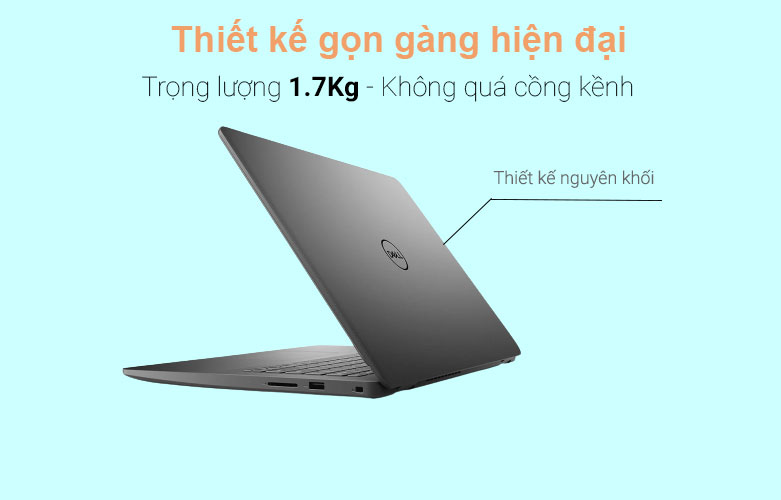 Thiết kế gọn gàng hiện đại
Trọng lượng 1.7Kg - Không quá cồng kềnh
Thiết kế nguyên khối
DELL